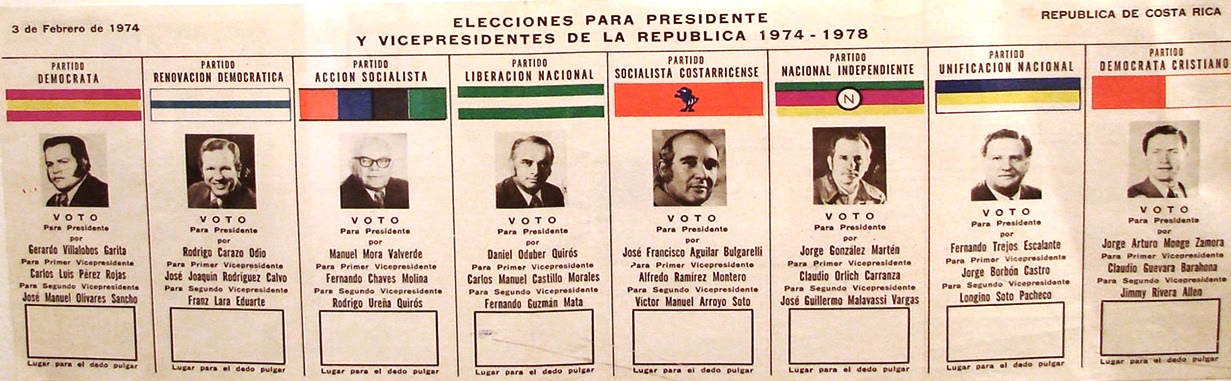 3 de Febrero de 1974
ELECCIONES PARA PRESIDENTE
Y VICEPRESIDENTES DE LA REPUBLICA 1974 - 1978
REPUBLICA DE COSTA RICA
PARTIDO
DEMOCRATA
VOTO
Para Presidente
por
Gerardo Villalobos Garita
Para Primer Vicepresidente
Carlos Luis Pérez Rojas
Para Segundo Vicepresidente
José Manuel Olivares Sancho
Lugar para el dedo pulgar
PARTIDO
RENOVACION DEMOCRATICA
VOTO
Para Presidente
por
Rodrigo Carazo Odio
Para Primer Vicepresidente
José Joaquín Rodríguez Calvo
Para Segundo Vicepresidente
Franz Lara Eduarte
Lugar para el dedo pulgar
PARTIDO
ACCION SOCIALISTA
VOTO
Para Presidente
por
Manuel Mora Valverde
Para Primer Vicepresidente
Fernando Chaves Molina
Para Segundo Vicepresidente
Rodrigo Ureña Quirós
Lugar para el dedo pulgar
PARTIDO
LIBERACION NACIONAL
VOTO
Para Presidente
por
Daniel Oduber Quirós
Para Primer Vicepresidente
Carlos Manuel Castillo Morales
Para Segundo Vicepresidente
Fernando Guzmán Mata
Lugar para el dedo pulgar
PARTIDO
SOCIALISTA COSTARRICENSE
VOTO
Para Presidente
por
José Francisco Aguilar Bulgarelli
Para Primer Vicepresidente
Alfredo Ramírez Montero
Para Segundo Vicepresidente
Víctor Manuel Arroyo Soto
Lugar para el dedo pulgar
PARTIDO
NACIONAL INDEPENDIENTE
N
VOTO
Para Presidente
por
Jorge González Martén
Para Primer Vicepresidente
Claudio Orlich Carranza
Para Segundo Vicepresidente
José Guillermo Malavassi Vargas
Lugar para el dedo pulgar
PARTIDO
UNIFICACION NACIONAL
VOTO
Para Presidente
por
Fernando Trejos Escalante
Para Primer Vicepresidente
Jorge Borbón Castro
Para Segundo Vicepresidente
Longino Soto Pacheco
Lugar para el dedo pulgar
PARTIDO
DEMOCRATA CRISTIANO
VOTO
Para Presidente
por
Jorge Arturo Monge Zamora
Para Primer Vicepresidente
Claudio Guevara Barahona
Para Segundo Vicepresidente
Jimmy Rivera Allen
Lugar para el dedo pulgar